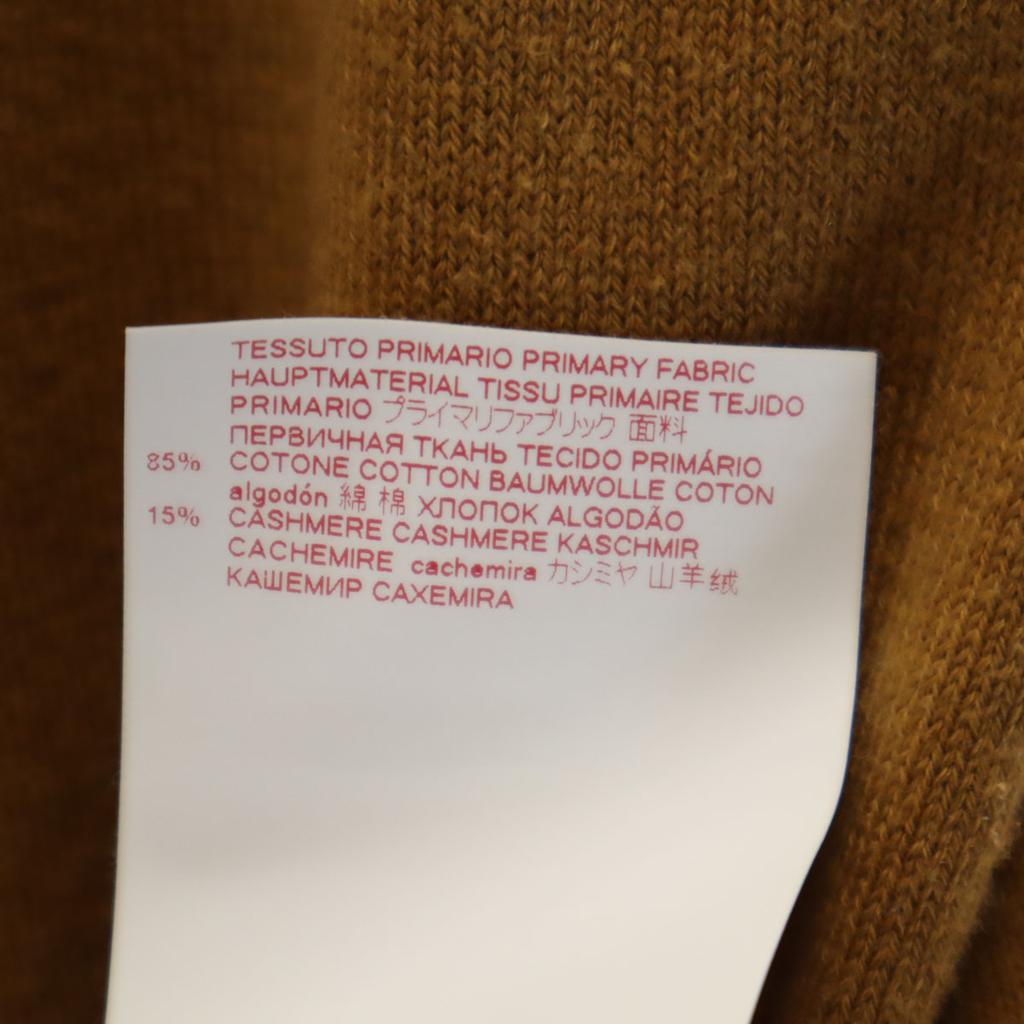 TESSUTO PRIMARIO PRIMARY FABRIC
HAUPTMATERIAL TISSU PRIMAIRE TEJIDO
PRIMARIO プライマリファブリック 面料
ПЕРВИЧНАЯ ТКАНЬ TECIDO PRIMÁRIO
85% COTONE COTTON BAUMWOLLE COTON
algodón 綿 棉 ХЛОПОК ALGODÃO
15% CASHMERE CASHMERE KASCHMIR
CACHEMIRE cachemira カシミヤ 山羊绒
КАШЕМИР CAXEMIRA